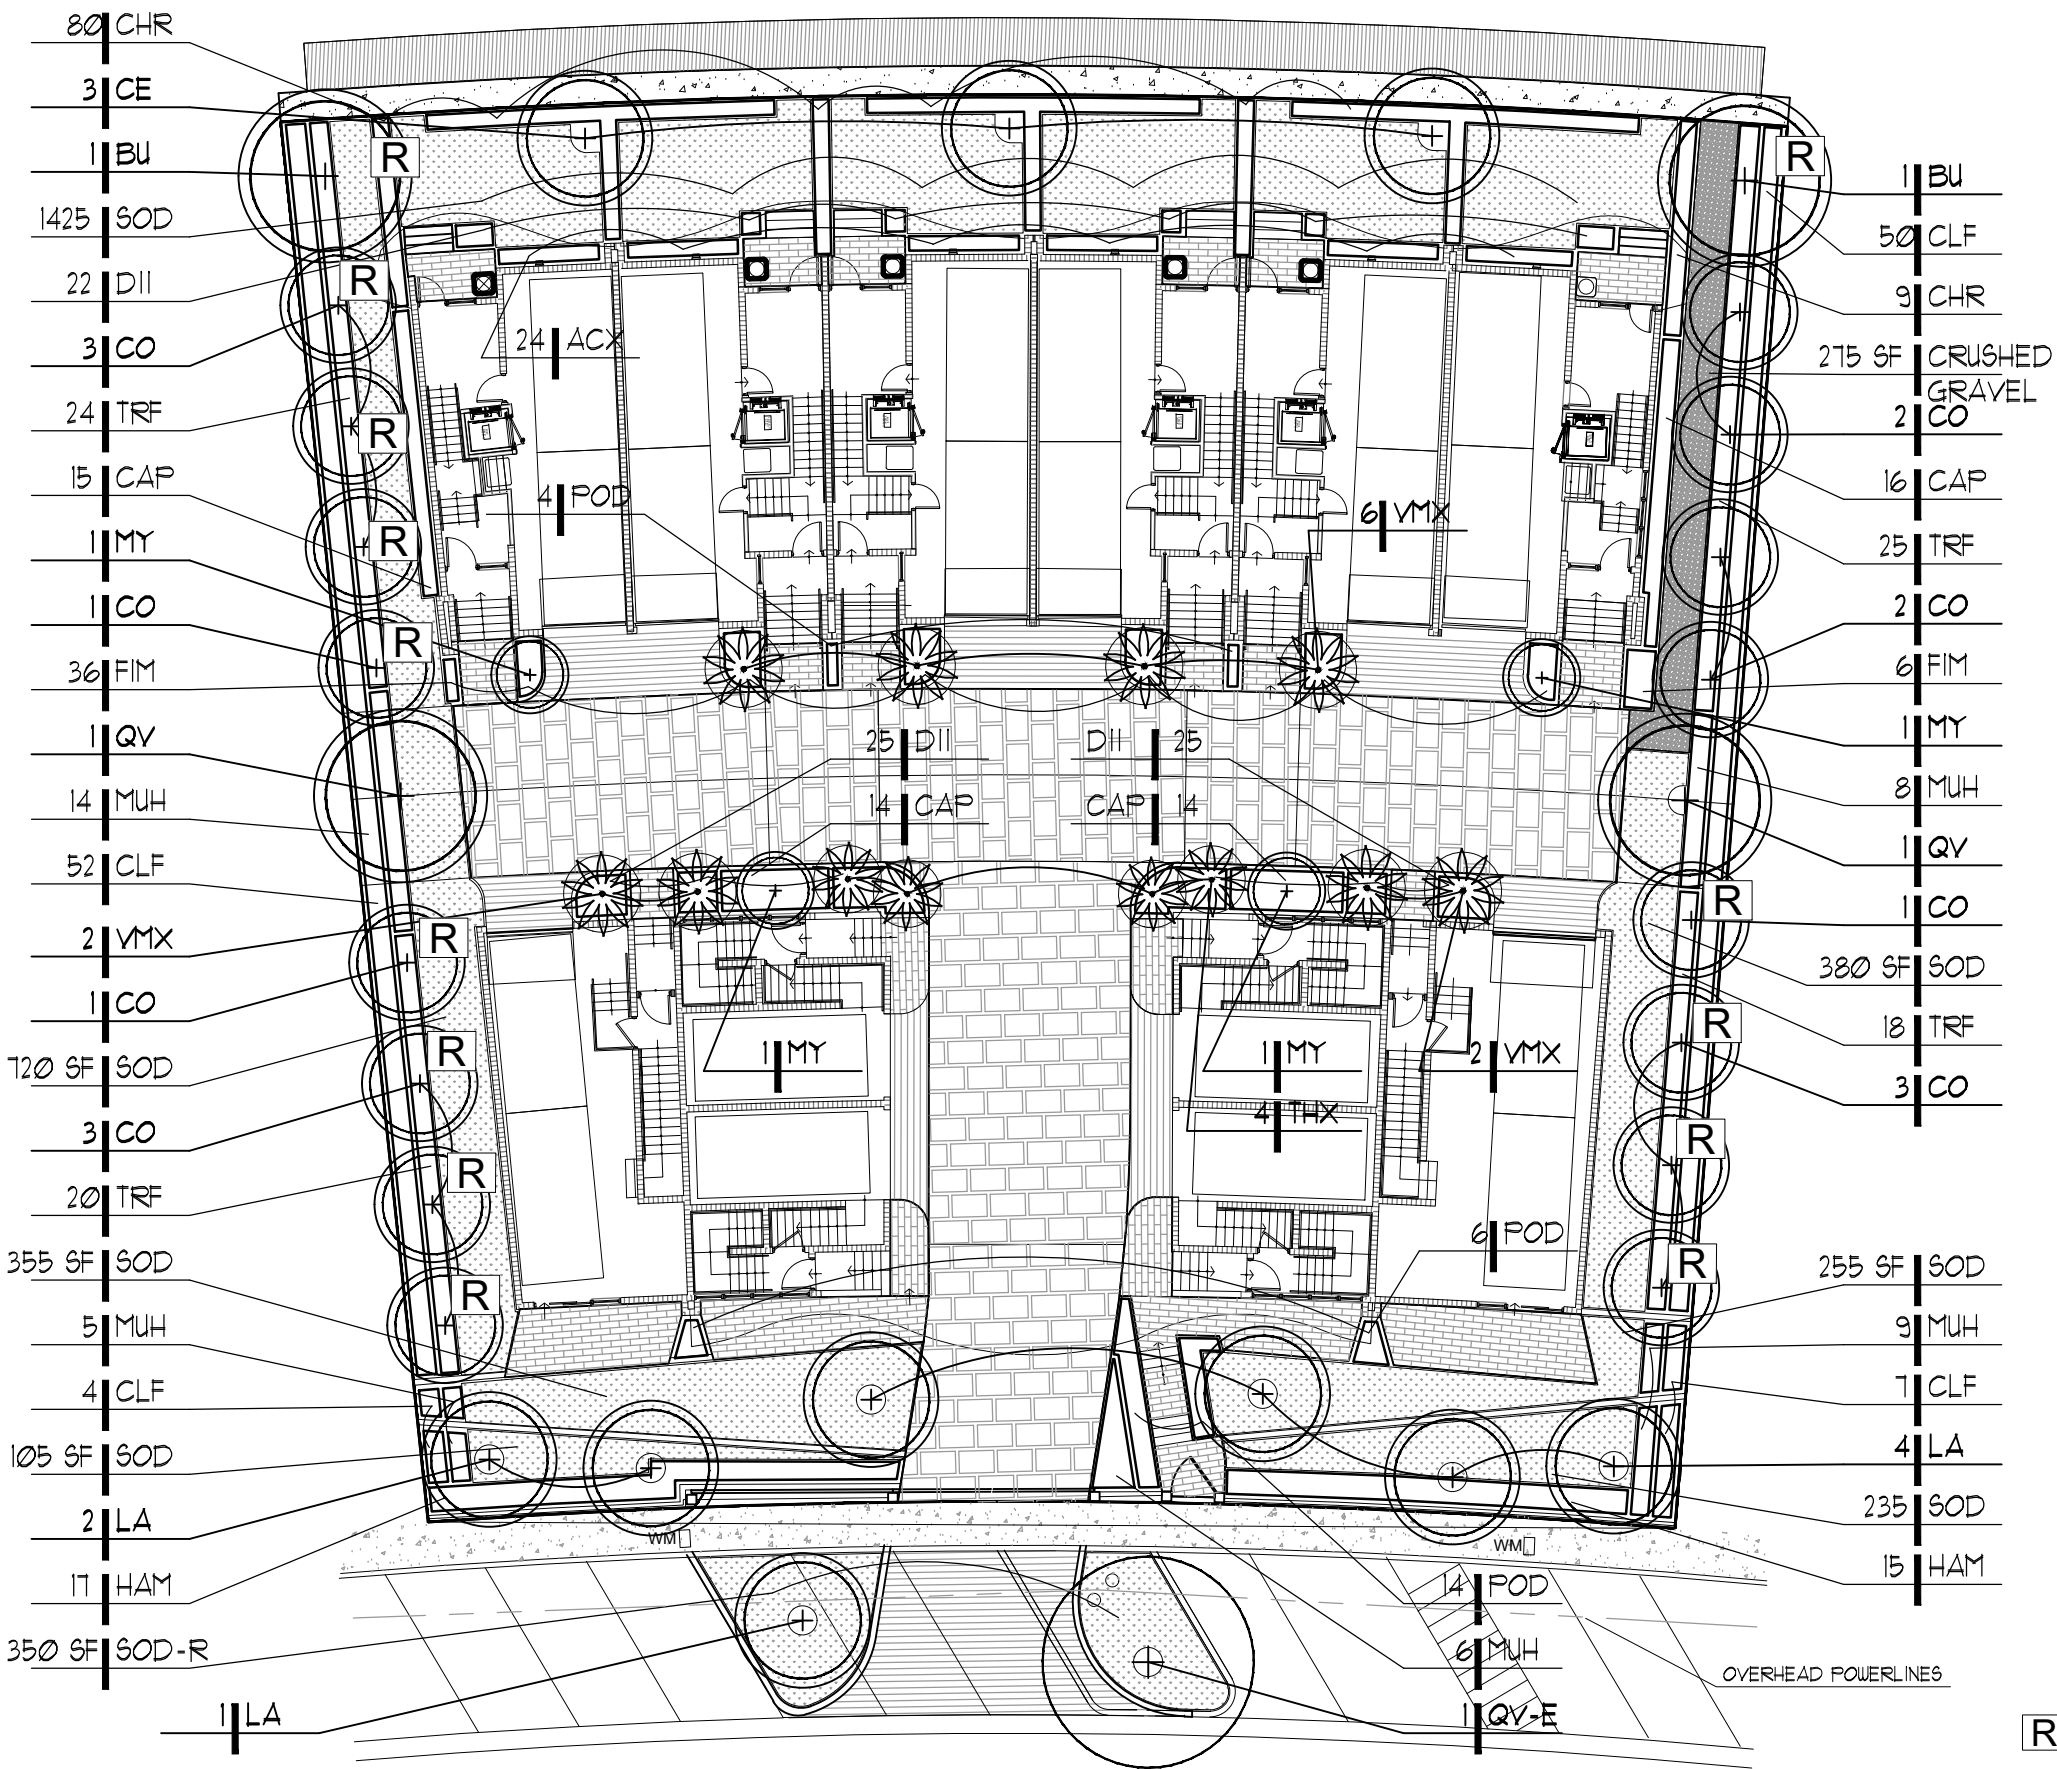 80 CHR
3 CE
1 BU
1425 SOD
22 DII
3 CO
24 TRF
15 CAP
1 MY
1 CO
36 FIM
1 QV
14 MUH
52 CLF
2 VMX
1 CO
720 SF SOD
3 CO
20 TRF
355 SF SOD
5 MUH
4 CLF
105 SF SOD
2 LA
17 HAM
350 SF SOD-R
1 LA
R
R
R
R
R
R
R
R
R
24 ACX
4 POD
6 VMX
25 DII
DII 25
14 CAP
CAP 14
1 MY
1 MY
2 VMX
4 THX
6 POD
WM
WM
14 POD
6 MUH
1 QV-E
OVERHEAD POWERLINES
R
R
R
R
R
1 BU
50 CLF
9 CHR
275 SF CRUSHED
GRAVEL
2 CO
16 CAP
25 TRF
2 CO
6 FIM
1 MY
8 MUH
1 QV
1 CO
380 SF SOD
18 TRF
3 CO
255 SF SOD
9 MUH
7 CLF
4 LA
235 SOD
15 HAM
R